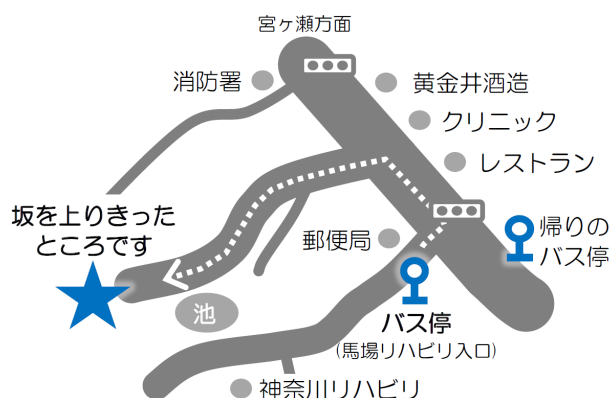 宮ヶ瀬方面
消防署
黄金井酒造
クリニック
レストラン
坂を上りきった
ところです
郵便局
帰りの
バス停
池
バス停
(馬場リハビリ入口)
神奈川リハビリ